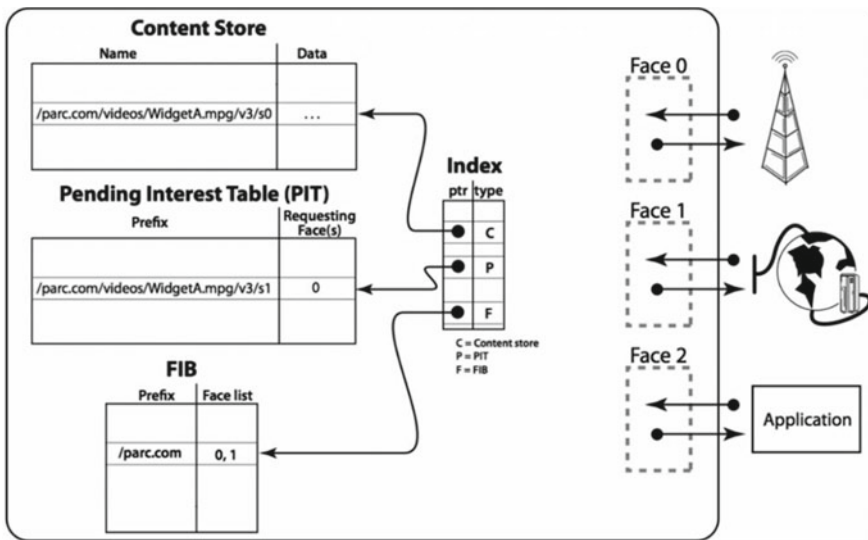 Content Store
Name Data
/parc.com/videos/WidgetA.mpg/v3/s0 ...
Pending Interest Table (PIT)
Prefix Requesting Face(s)
/parc.com/videos/WidgetA.mpg/v3/s1 0
FIB
Prefix Face list
/parc.com 0, 1
Index
ptr type
C
P
F
C = Content store
P = PIT
F = FIB
Face 0
Face 1
Face 2
Application